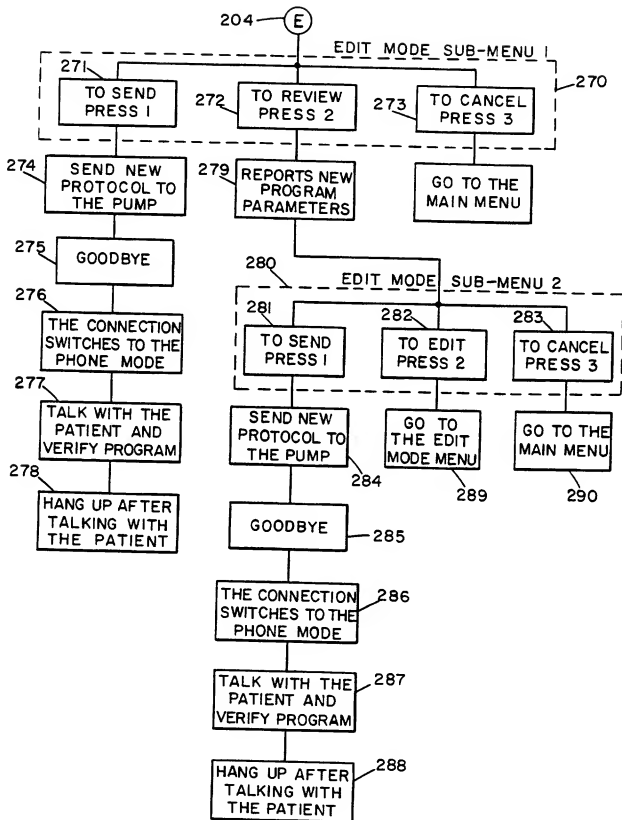 204
E
EDIT MODE SUB-MENU 1
271
TO SEND
PRESS 1
272
TO REVIEW
PRESS 2
273
TO CANCEL
PRESS 3
270
274
SEND NEW
PROTOCOL TO
THE PUMP
279
REPORTS NEW
PROGRAM
PARAMETERS
GO TO THE
MAIN MENU
275
GOODBYE
276
THE CONNECTION
SWITCHES TO THE
PHONE MODE
277
TALK WITH THE
PATIENT AND
VERIFY PROGRAM
278
HANG UP AFTER
TALKING WITH
THE PATIENT
280
EDIT MODE SUB-MENU 2
281
TO SEND
PRESS 1
282
TO EDIT
PRESS 2
283
TO CANCEL
PRESS 3
SEND NEW
PROTOCOL TO
THE PUMP
284
GO TO
THE EDIT
MODE MENU
289
GO TO THE
MAIN MENU
290
GOODBYE
285
THE CONNECTION
SWITCHES TO THE
PHONE MODE
286
TALK WITH THE
PATIENT AND
VERIFY PROGRAM
287
HANG UP AFTER
TALKING WITH
THE PATIENT
288